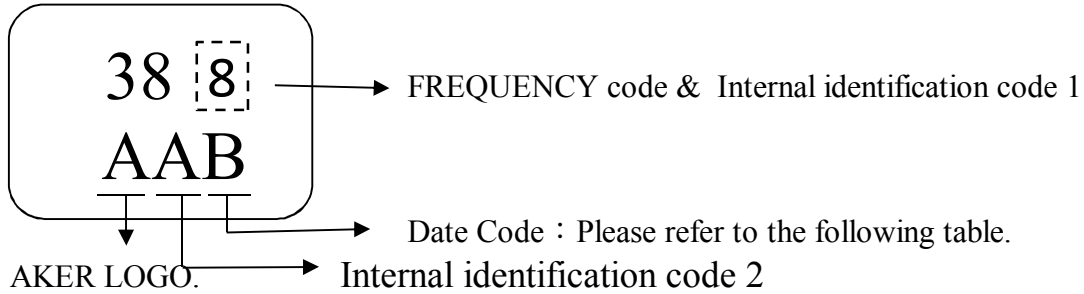 38 8 FREQUENCY code & Internal identification code 1
AAB
Date Code：Please refer to the following table.
AKER LOGO. Internal identification code 2